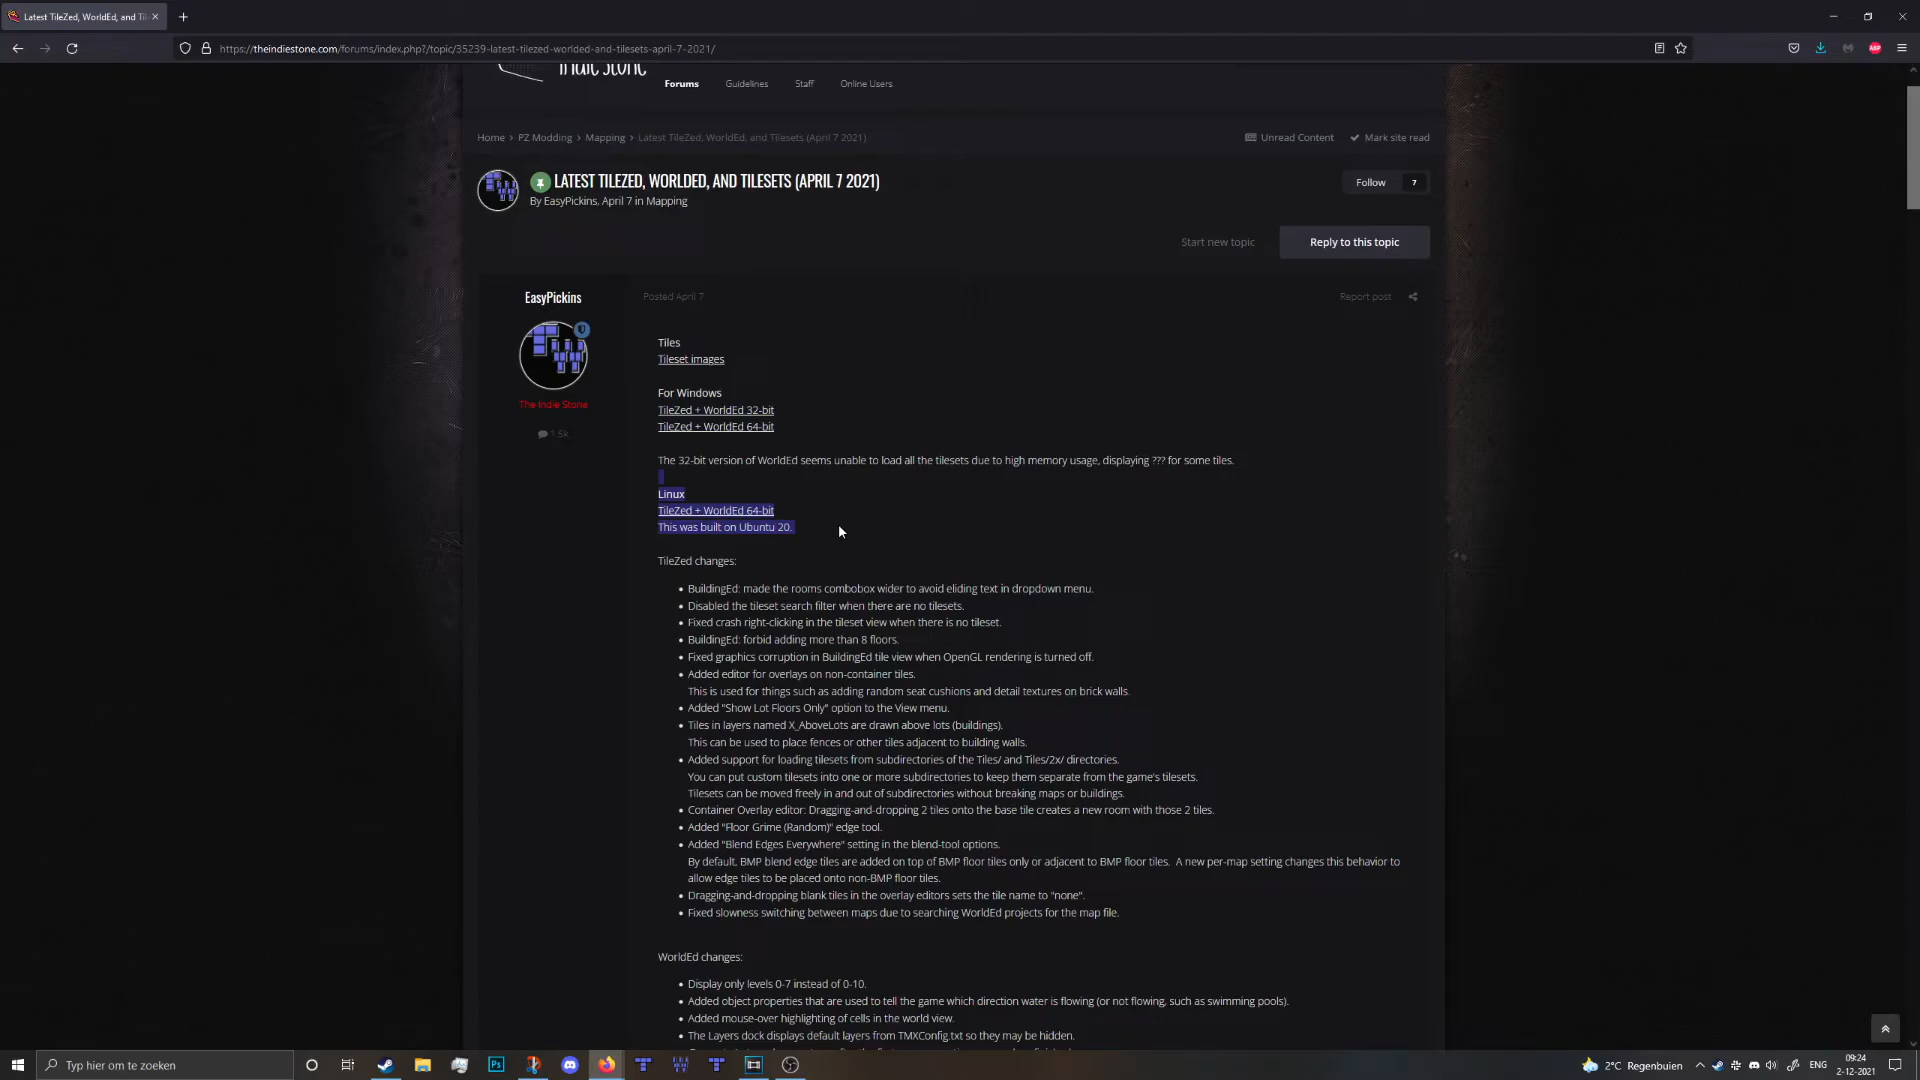 Latest TileZed, WorldEd, and Til
https://theindiestone.com/forums/index.php?/topic/35239-latest-tilezed-worlded-and-tilesets-april-7-2021/
ABP
Indie Stone
Forums
Guidelines
Staff
Online Users
Home > PZ Modding > Mapping > Latest TileZed, WorldEd, and Tilesets (April 7 2021)
Unread Content
Mark site read
LATEST TILEZED, WORLDED, AND TILESETS (APRIL 7 2021)
By EasyPickins, April 7 in Mapping
Follow 7
Start new topic
Reply to this topic
EasyPickins
The Indie Stone
1.5k
Posted April 7
Report post
Tiles
Tileset images
For Windows
TileZed + WorldEd 32-bit
TileZed + WorldEd 64-bit
The 32-bit version of WorldEd seems unable to load all the tilesets due to high memory usage, displaying ??? for some tiles.
Linux
TileZed + WorldEd 64-bit
This was built on Ubuntu 20.
TileZed changes:
• BuildingEd: made the rooms combobox wider to avoid eliding text in dropdown menu.
• Disabled the tileset search filter when there are no tilesets.
• Fixed crash right-clicking in the tileset view when there is no tileset.
• BuildingEd: forbid adding more than 8 floors.
• Fixed graphics corruption in BuildingEd tile view when OpenGL rendering is turned off.
• Added editor for overlays on non-container tiles.
This is used for things such as adding random seat cushions and detail textures on brick walls.
• Added "Show Lot Floors Only" option to the View menu.
• Tiles in layers named X_AboveLots are drawn above lots (buildings).
This can be used to place fences or other tiles adjacent to building walls.
• Added support for loading tilesets from subdirectories of the Tiles/ and Tiles/2x/ directories.
You can put custom tilesets into one or more subdirectories to keep them separate from the game's tilesets.
Tilesets can be moved freely in and out of subdirectories without breaking maps or buildings.
• Container Overlay editor: Dragging-and-dropping 2 tiles onto the base tile creates a new room with those 2 tiles.
• Added "Floor Grime (Random)" edge tool.
• Added "Blend Edges Everywhere" setting in the blend-tool options.
By default, BMP blend edge tiles are added on top of BMP floor tiles only or adjacent to BMP floor tiles. A new per-map setting changes this behavior to
allow edge tiles to be placed onto non-BMP floor tiles.
• Dragging-and-dropping blank tiles in the overlay editors sets the tile name to "none".
• Fixed slowness switching between maps due to searching WorldEd projects for the map file.
WorldEd changes:
• Display only levels 0-7 instead of 0-10.
• Added object properties that are used to tell the game which direction water is flowing (or not flowing, such as swimming pools).
• Added mouse-over highlighting of cells in the world view.
• The Layers dock displays default layers from TMXConfig.txt so they may be hidden.
Typ hier om te zoeken
Ps
2°C Regenbuien
ENG
09:24
2-12-2021